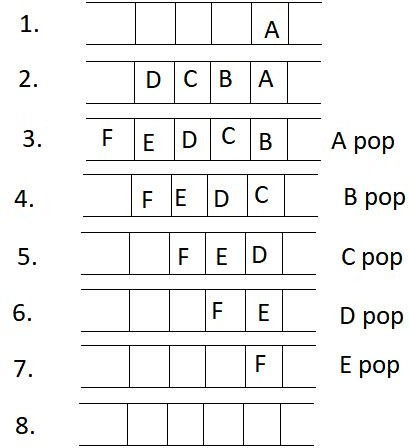 1. A
2. D C B A
3. F E D C B A pop
4. F E D C B pop
5. F E D C pop
6. F E D pop
7. F E pop
8.